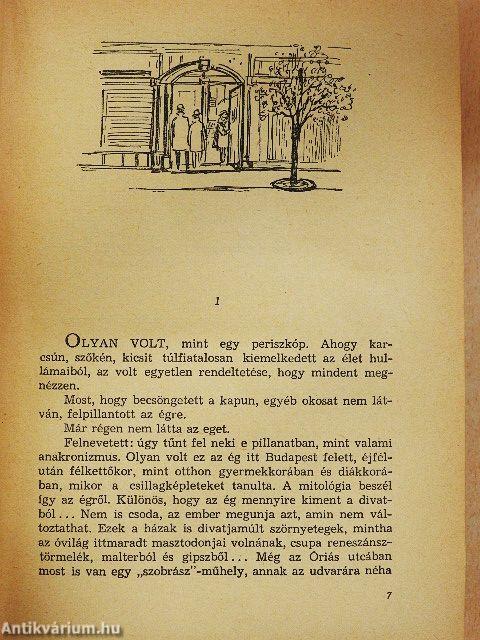 1
OLYAN VOLT, mint egy periszkóp. Ahogy kar-
csún, szőkén, kicsit túlfiatalosan kiemelkedett az élet hul-
lámaiból, az volt egyetlen rendeltetése, hogy mindent meg-
nézzen.
Most, hogy becsöngetett a kapun, egyéb okosat nem lát-
ván, felpillantott az égre.
Már régen nem látta az eget.
Felnevetett: úgy tűnt fel neki e pillanatban, mint valami
anakronizmus. Olyan volt ez az ég itt Budapest felett, éjfél-
után félkettőkor, mint otthon gyermekkorában és diákkorá-
ban, mikor a csillagképleteket tanulta. A mitológia beszél
így az égről. Különös, hogy az ég mennyire kiment a divat-
ból... Nem is csoda, az ember megunja azt, amin nem vál-
toztathat. Ezek a házak is divatjamúlt szörnyetegek, mintha
az óvilág ittmaradt masztodonjai volnának, csupa reneszánsz-
törmelék, malterból és gipszből... Még az Óriás utcában
most is van egy „szobrász"-műhely, annak az udvarára néha
7
Antikvárium.hu